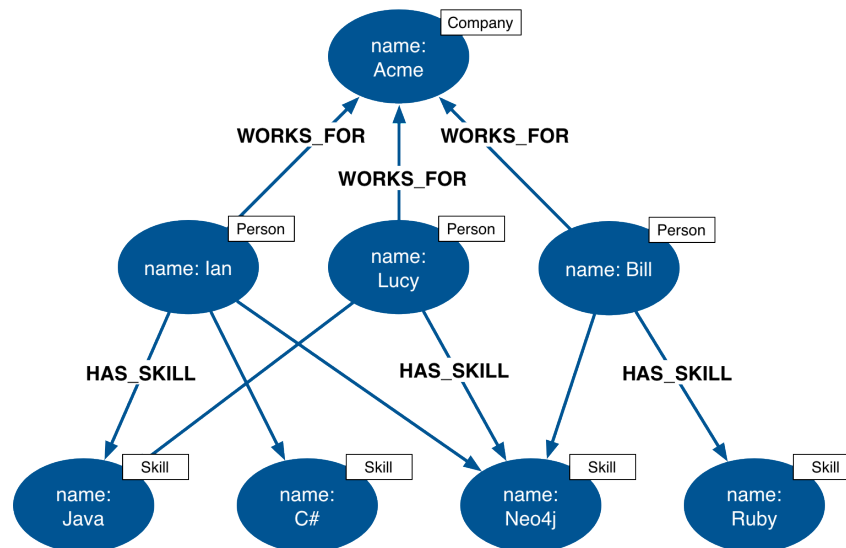 Company
name:
Acme
WORKS_FOR
WORKS_FOR
WORKS_FOR
Person
Person
Person
name: Ian
name:
Lucy
name: Bill
HAS_SKILL
HAS_SKILL
HAS_SKILL
Skill
Skill
Skill
Skill
name:
Java
name:
C#
name:
Neo4j
name:
Ruby